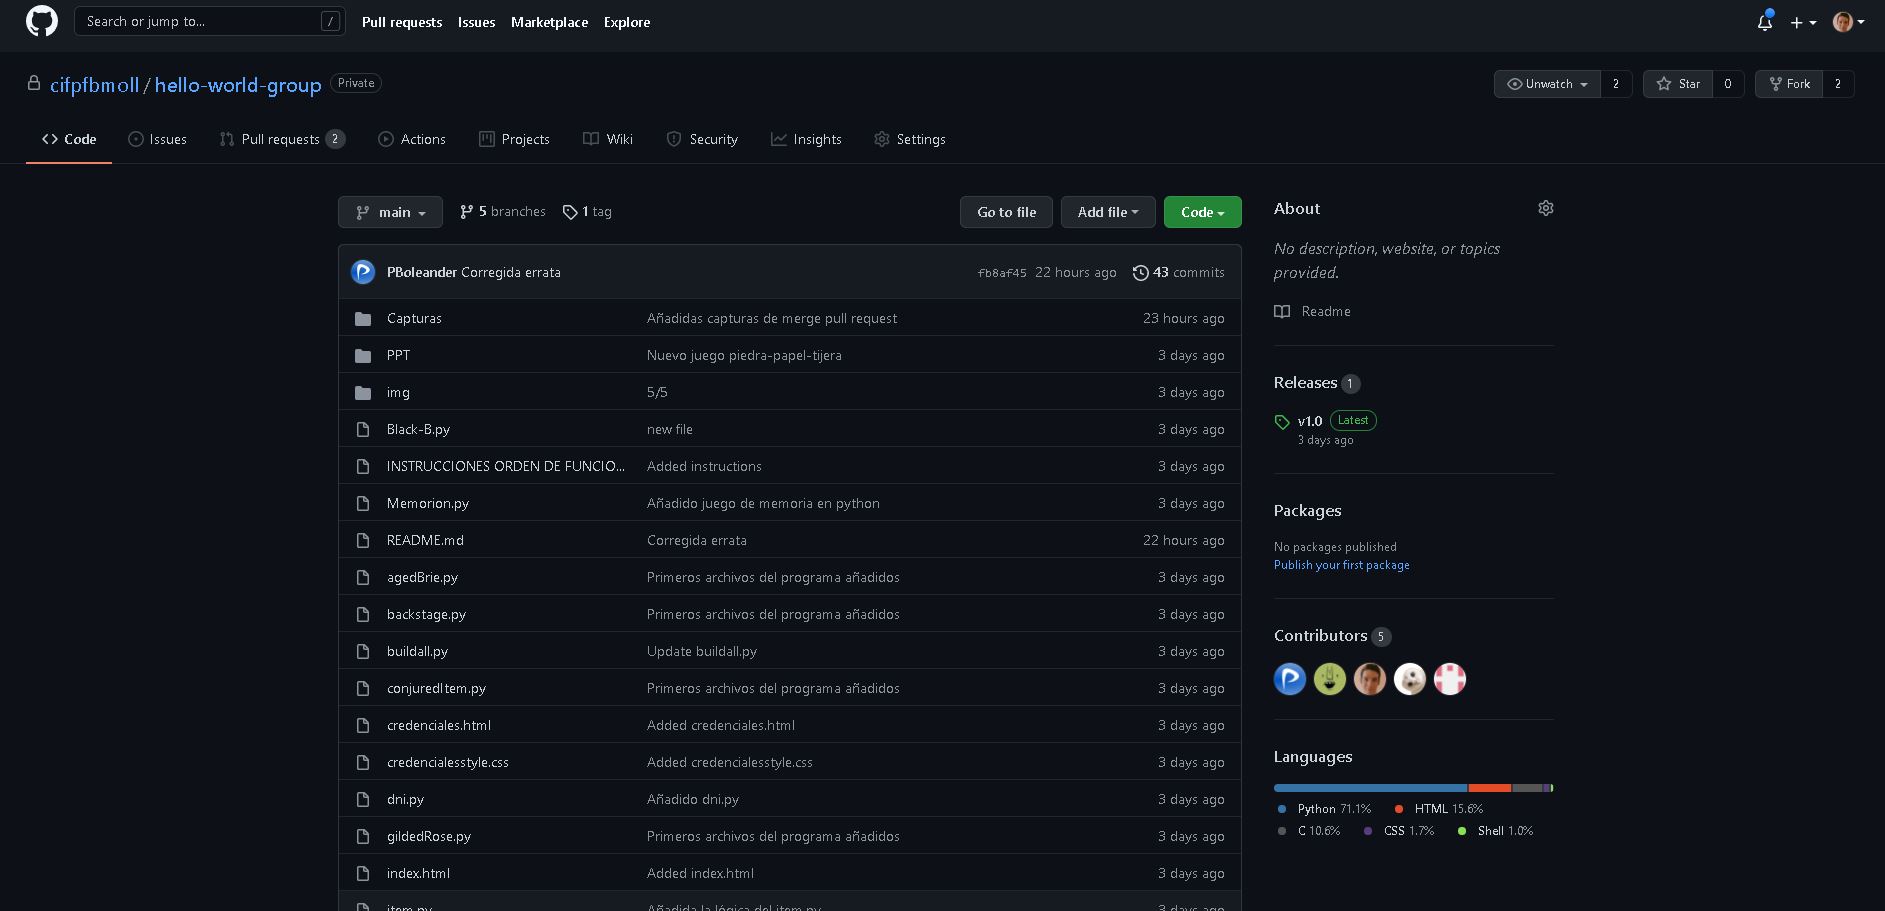 Search or jump to... /
Pull requests Issues Marketplace Explore
cifpfbmoll / hello-world-group Private
Unwatch 2 Star 0 Fork 2
Code Issues Pull requests 2 Actions Projects Wiki Security Insights Settings
main 5 branches 1 tag
Go to file Add file Code
PBoleander Corregida errata fb8af45 22 hours ago 43 commits
Capturas Añadidas capturas de merge pull request 23 hours ago
PPT Nuevo juego piedra-papel-tijera 3 days ago
img 5/5 3 days ago
Black-B.py new file 3 days ago
INSTRUCCIONES ORDEN DE FUNCIO... Added instructions 3 days ago
Memorion.py Añadido juego de memoria en python 3 days ago
README.md Corregida errata 22 hours ago
agedBrie.py Primeros archivos del programa añadidos 3 days ago
backstage.py Primeros archivos del programa añadidos 3 days ago
buildall.py Update buildall.py 3 days ago
conjuredItem.py Primeros archivos del programa añadidos 3 days ago
credenciales.html Added credenciales.html 3 days ago
credencialesstyle.css Added credencialesstyle.css 3 days ago
dni.py Añadido dni.py 3 days ago
gildedRose.py Primeros archivos del programa añadidos 3 days ago
index.html Added index.html 3 days ago
item.py Añadida la lógica del item.py 3 days ago
About
No description, website, or topics
provided.
Readme
Releases 1
v1.0 Latest
3 days ago
Packages
No packages published
Publish your first package
Contributors 5
Languages
Python 71.1% HTML 15.6%
C 10.6% CSS 1.7% Shell 1.0%